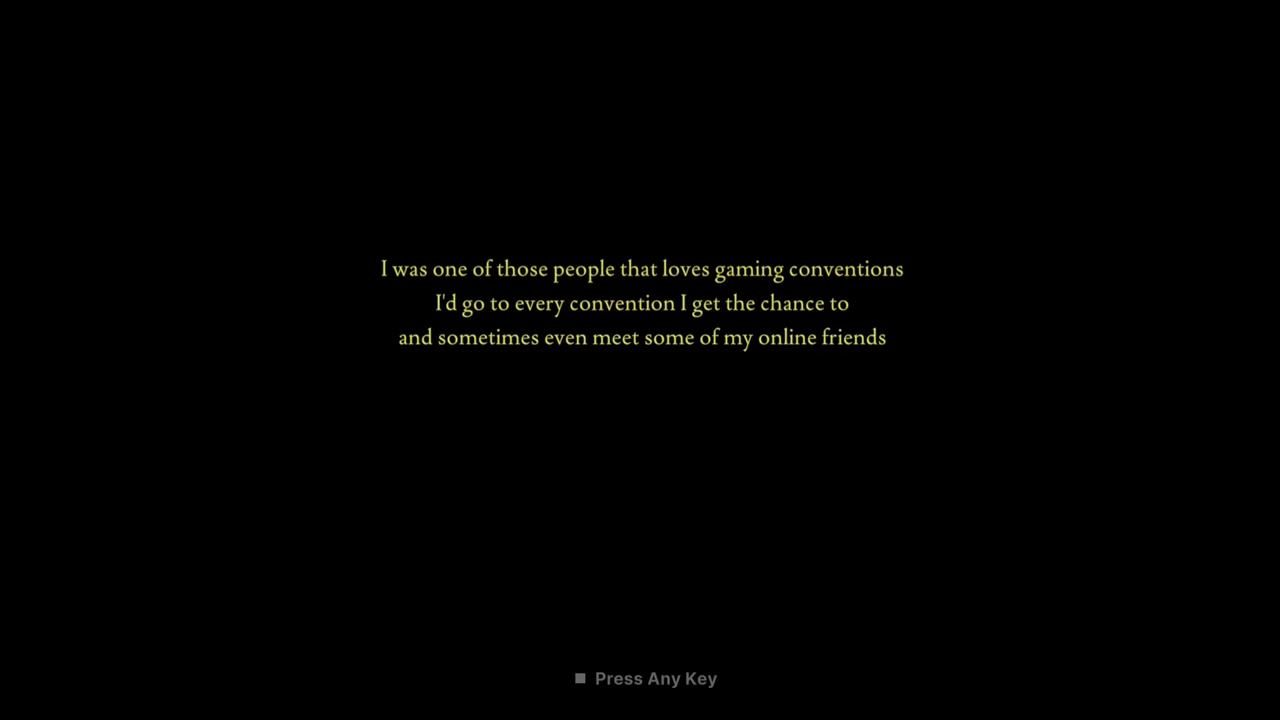 I was one of those people that loves gaming conventions
I'd go to every convention I get the chance to
and sometimes even meet some of my online friends
Press Any Key